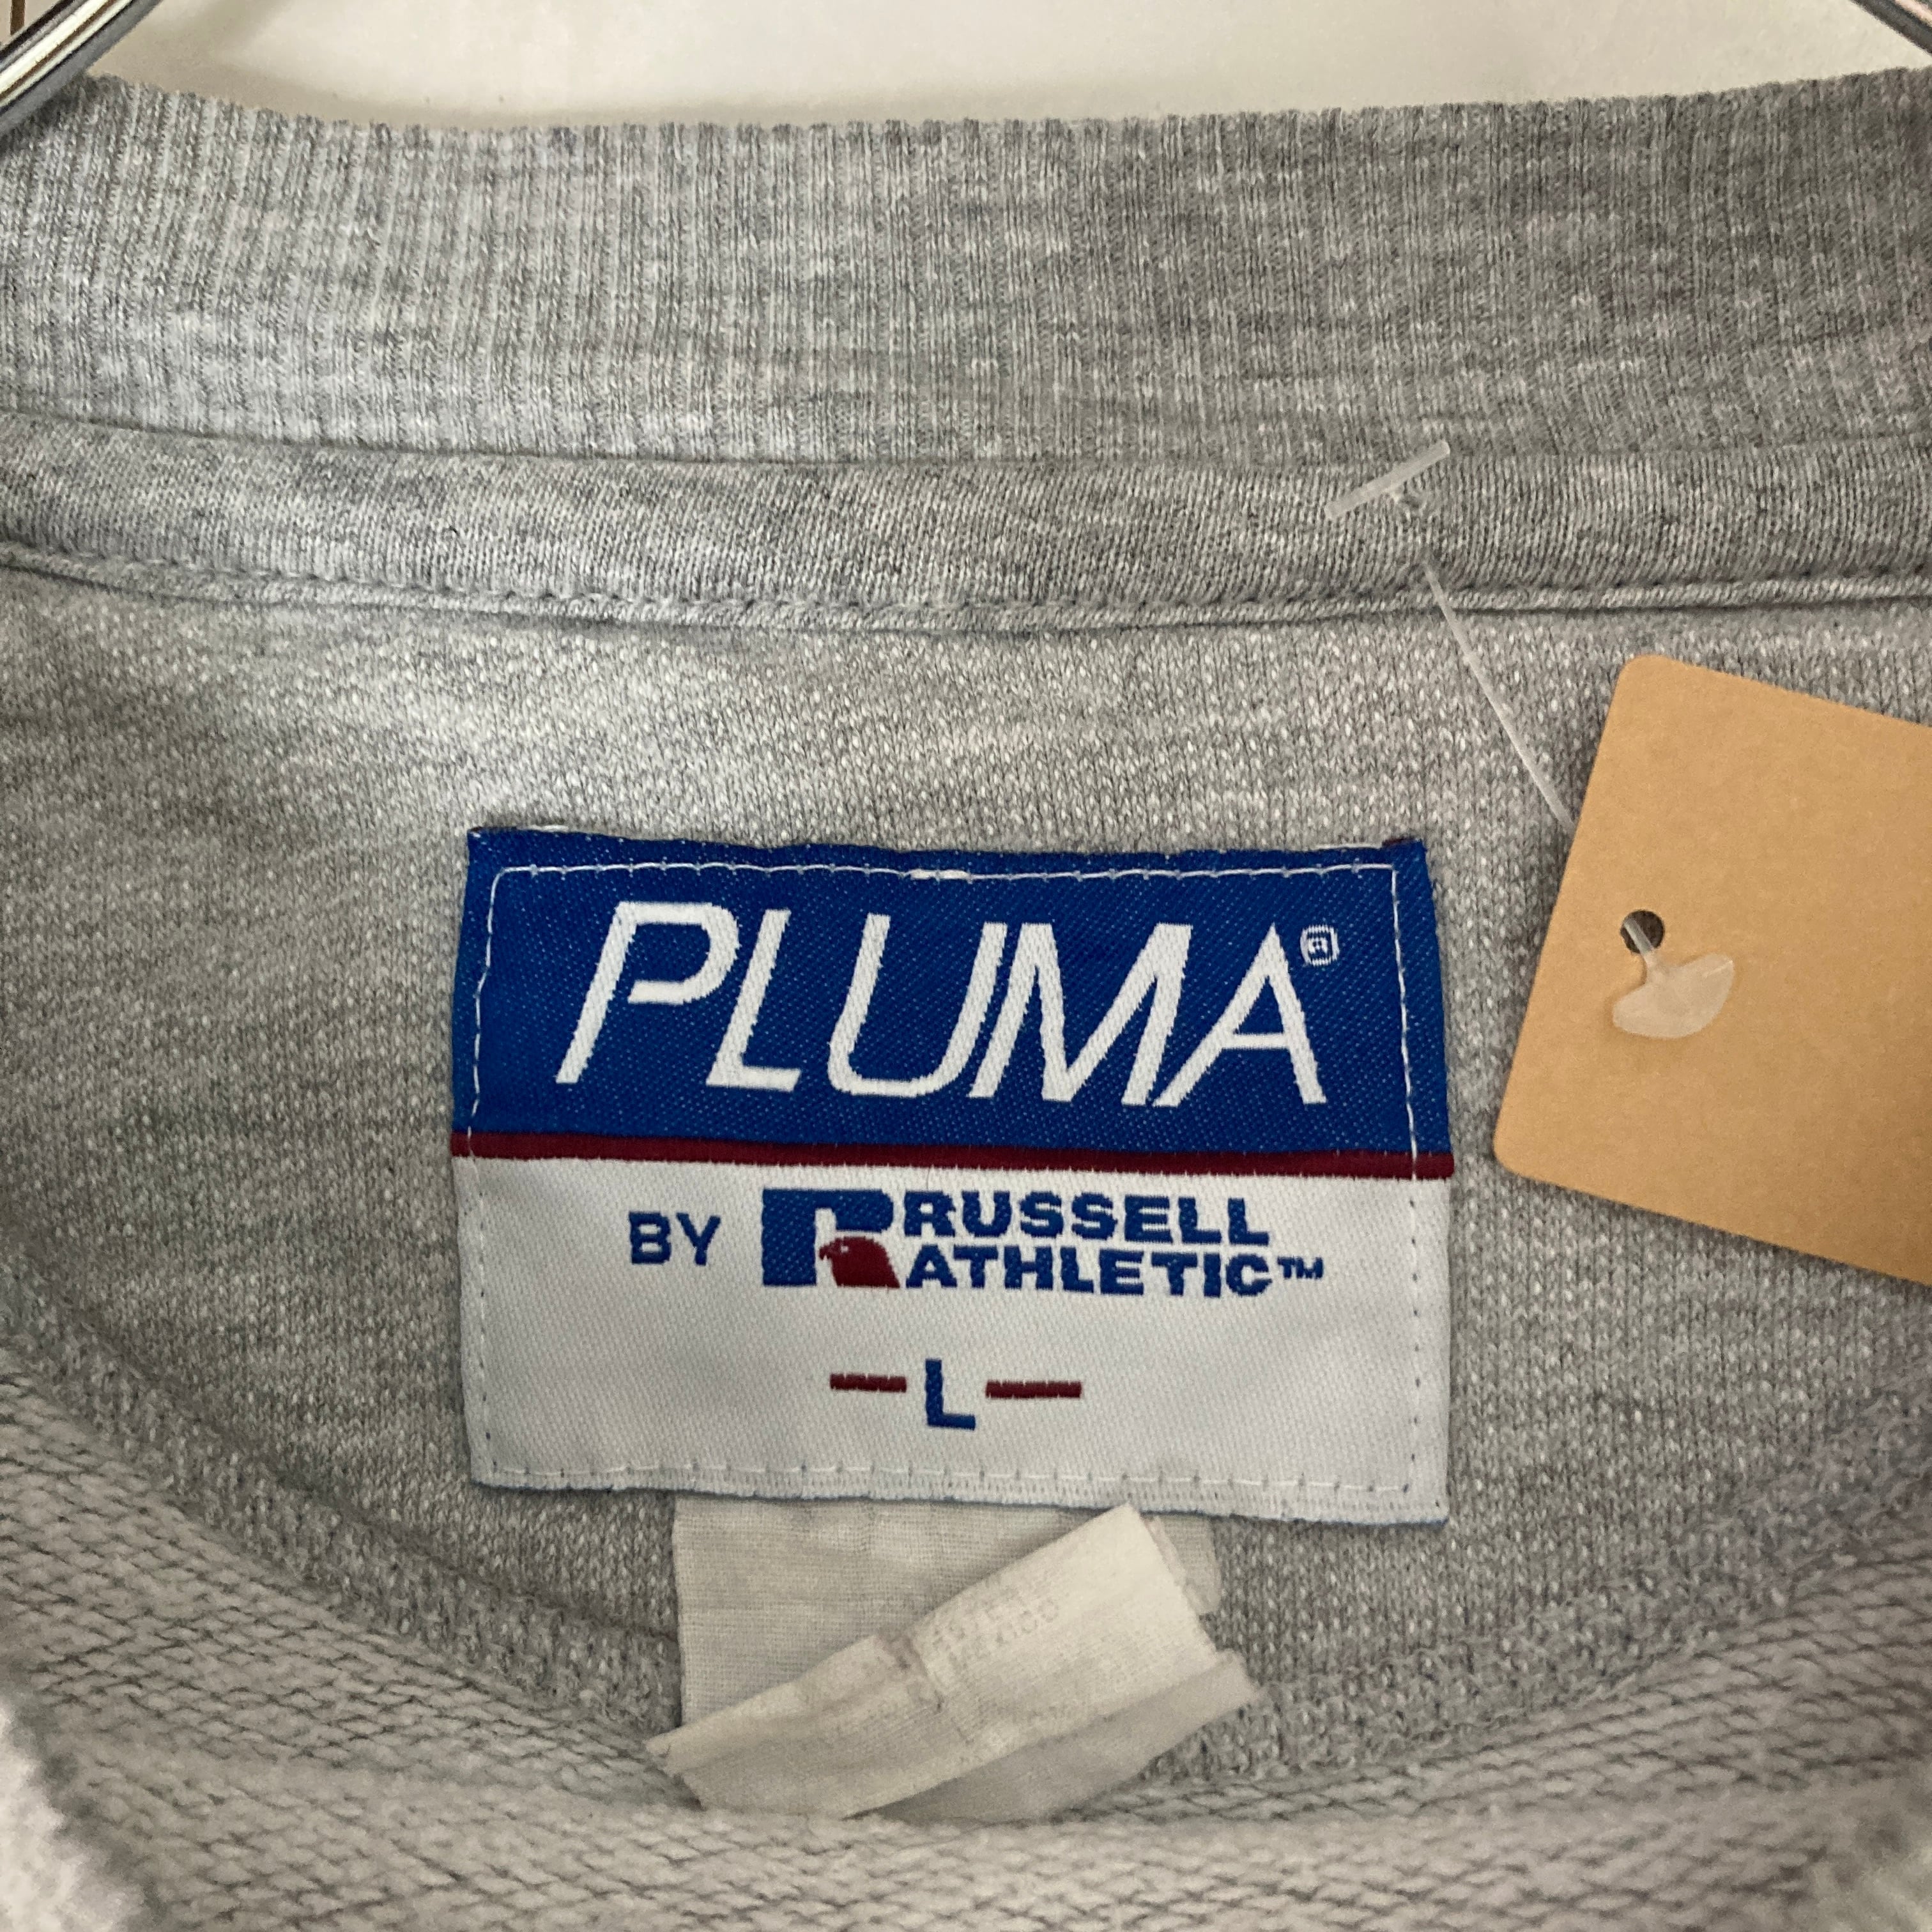 PLUMA®
BY RUSSELL
ATHLETIC™
— L —